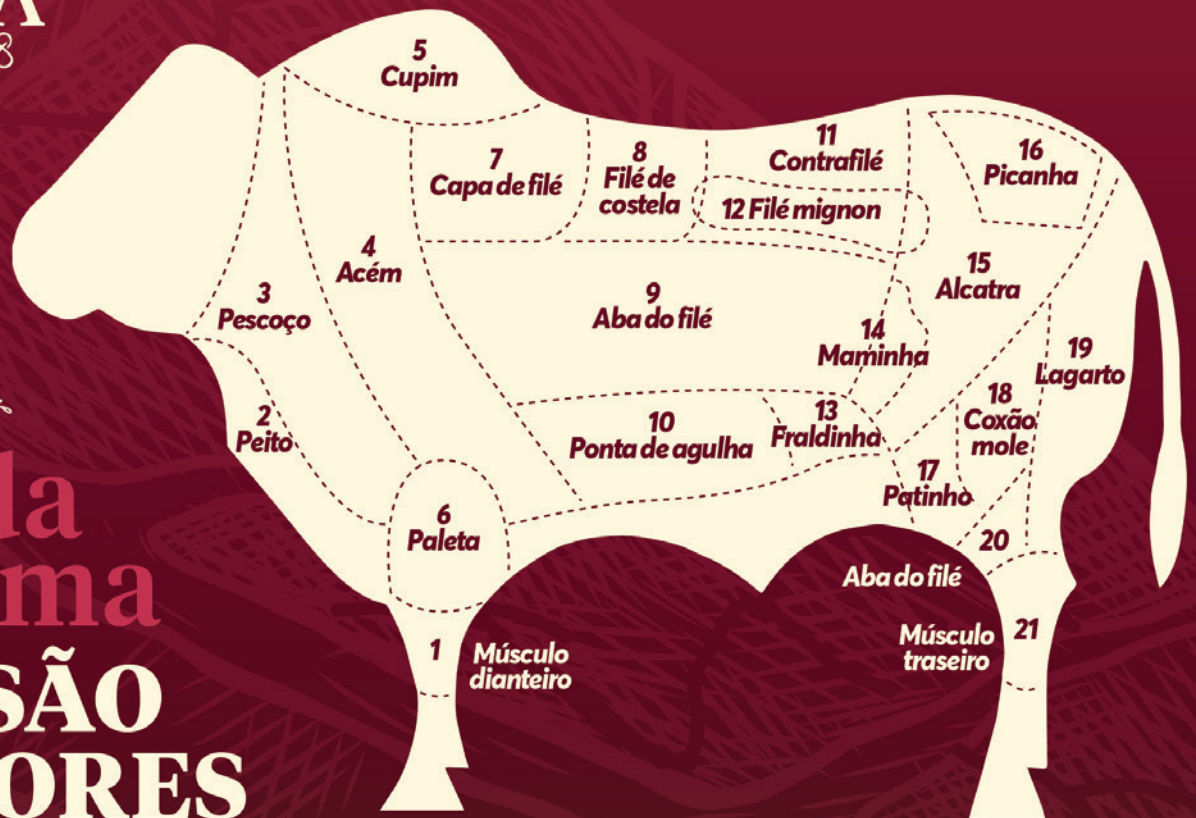 5
Cupim
7
Capa de filé
8
Filé de
costela
11
Contrafilé
12 Filé mignon
16
Picanha
4
Acém
3
Pescoço
9
Aba do filé
15
Alcatra
14
Maminha
19
Lagarto
2
Peito
10
Ponta de agulha
13
Fraldinha
18
Coxão
mole
17
Patinho
6
Paleta
20
Aba do filé
1
Músculo
dianteiro
21
Músculo
traseiro
da
ma
SÃO
ORES